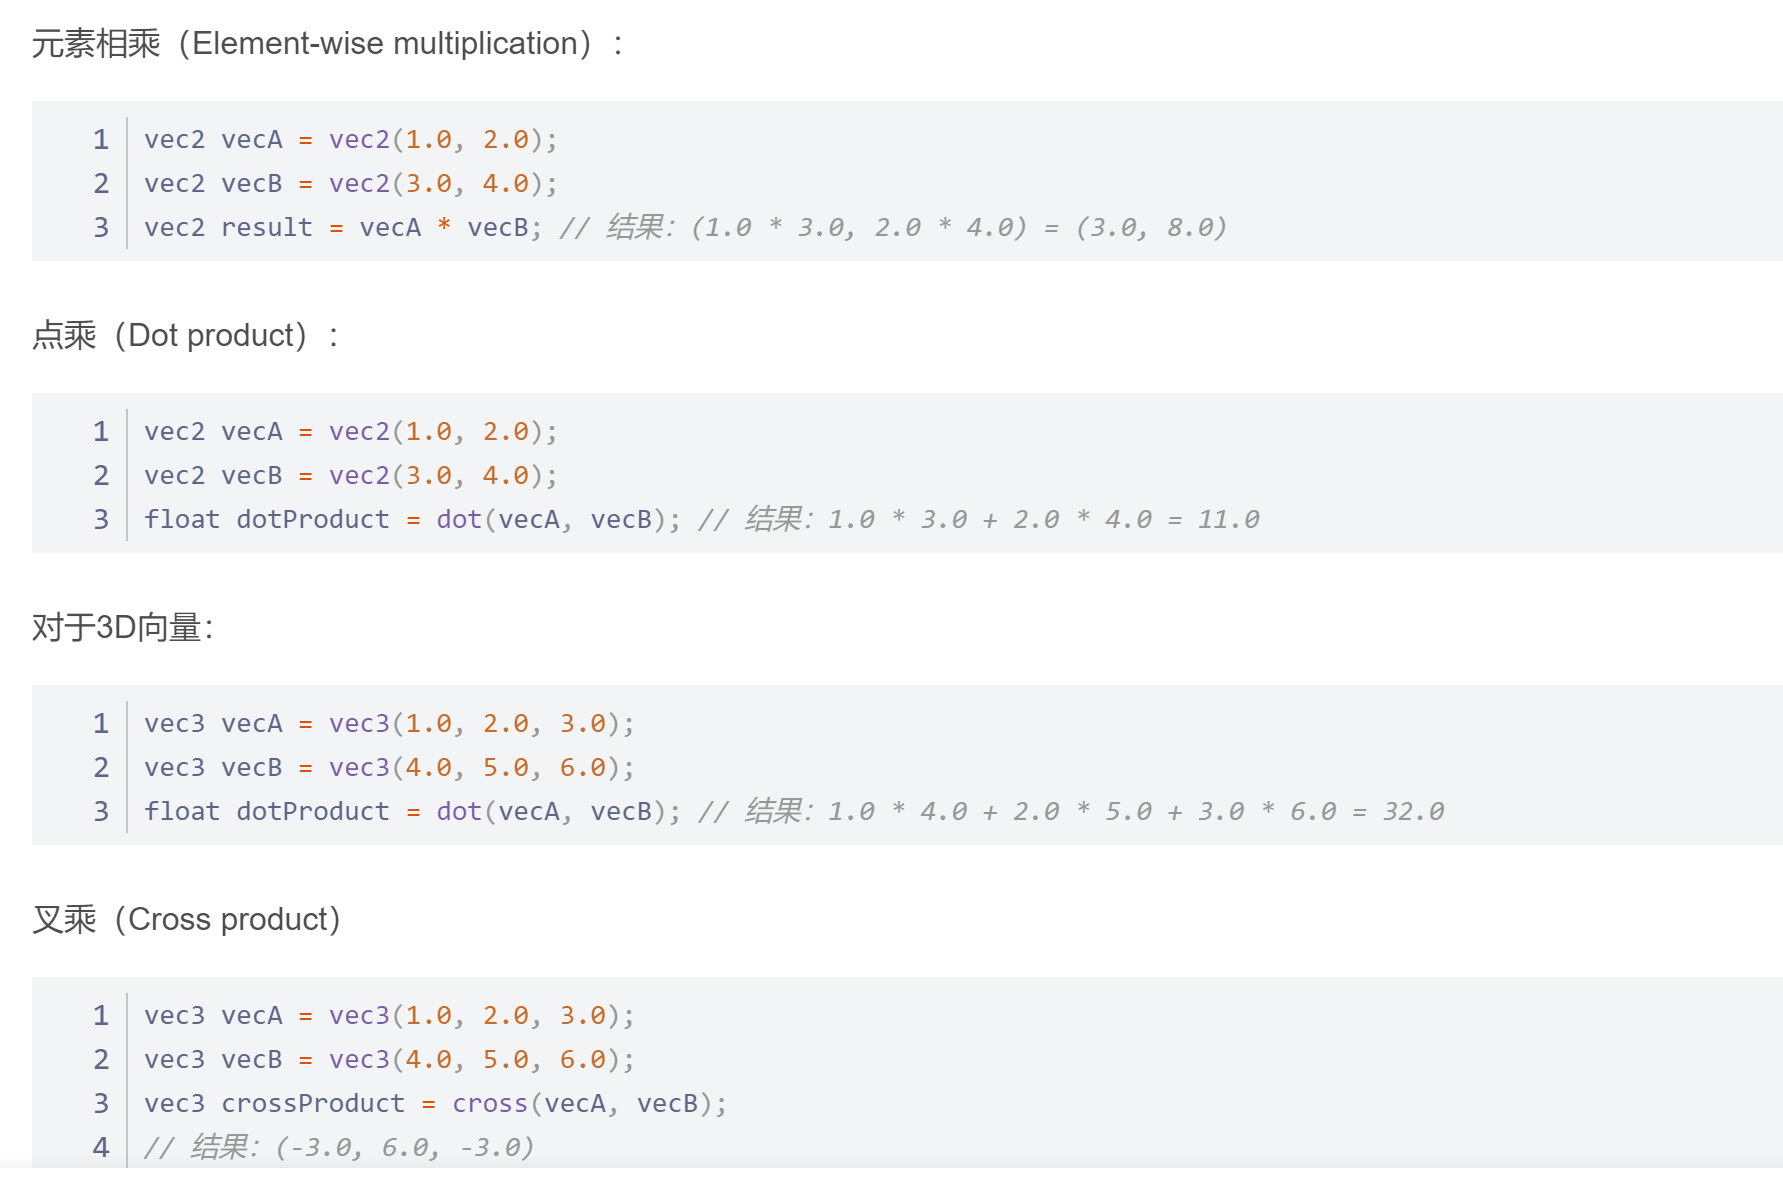 元素相乘（Element-wise multiplication）：
1 vec2 vecA = vec2(1.0, 2.0);
2 vec2 vecB = vec2(3.0, 4.0);
3 vec2 result = vecA * vecB; // 结果：(1.0 * 3.0, 2.0 * 4.0) = (3.0, 8.0)
点乘（Dot product）：
1 vec2 vecA = vec2(1.0, 2.0);
2 vec2 vecB = vec2(3.0, 4.0);
3 float dotProduct = dot(vecA, vecB); // 结果：1.0 * 3.0 + 2.0 * 4.0 = 11.0
对于3D向量：
1 vec3 vecA = vec3(1.0, 2.0, 3.0);
2 vec3 vecB = vec3(4.0, 5.0, 6.0);
3 float dotProduct = dot(vecA, vecB); // 结果：1.0 * 4.0 + 2.0 * 5.0 + 3.0 * 6.0 = 32.0
叉乘（Cross product）
1 vec3 vecA = vec3(1.0, 2.0, 3.0);
2 vec3 vecB = vec3(4.0, 5.0, 6.0);
3 vec3 crossProduct = cross(vecA, vecB);
4 // 结果：(-3.0, 6.0, -3.0)